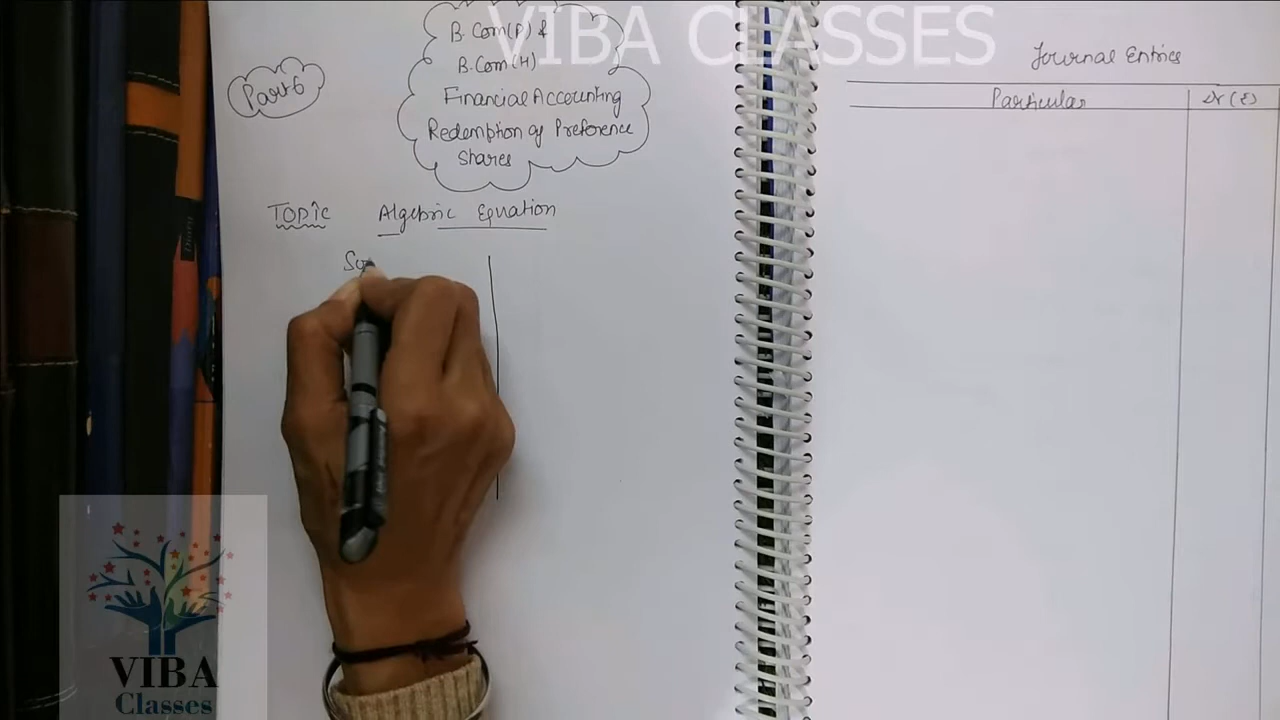 VIBA CLASSES
Part 6
B.Com(P) &
B.Com(H)
Financial Accounting
Redemption of Preference
Shares
TOPIC Algebric Equation
Journal Entries
Particular
VIBA
Classes